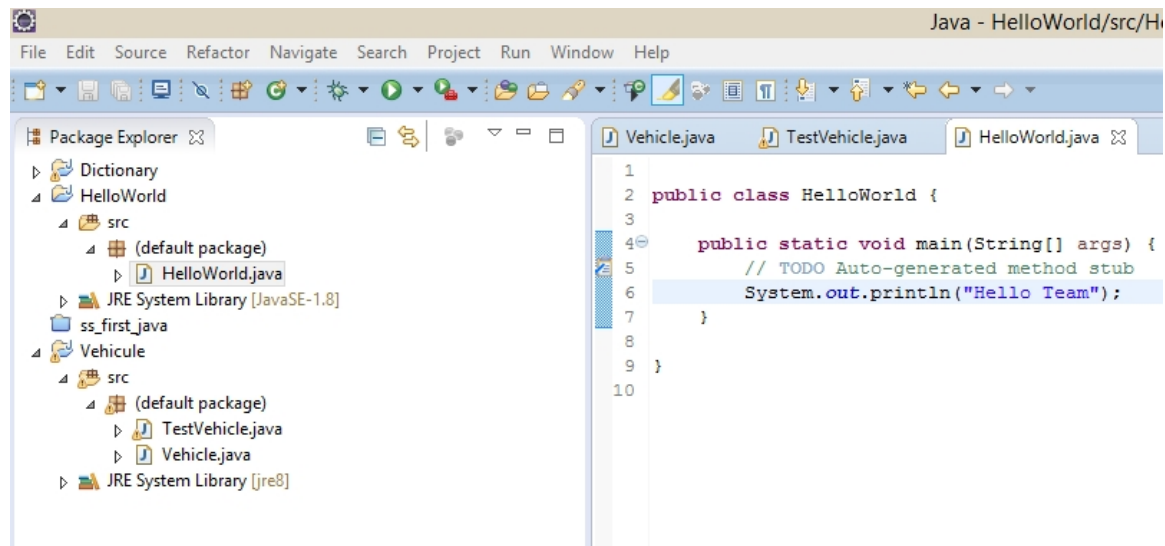 Java - HelloWorld/src/He
File Edit Source Refactor Navigate Search Project Run Window Help
Package Explorer
Dictionary
HelloWorld
src
(default package)
HelloWorld.java
JRE System Library [JavaSE-1.8]
ss_first_java
Vehicule
src
(default package)
TestVehicle.java
Vehicle.java
JRE System Library [jre8]
Vehicle.java TestVehicle.java HelloWorld.java
1
2 public class HelloWorld {
3
4 public static void main(String[] args) {
5 // TODO Auto-generated method stub
6 System.out.println("Hello Team");
7 }
8
9 }
10